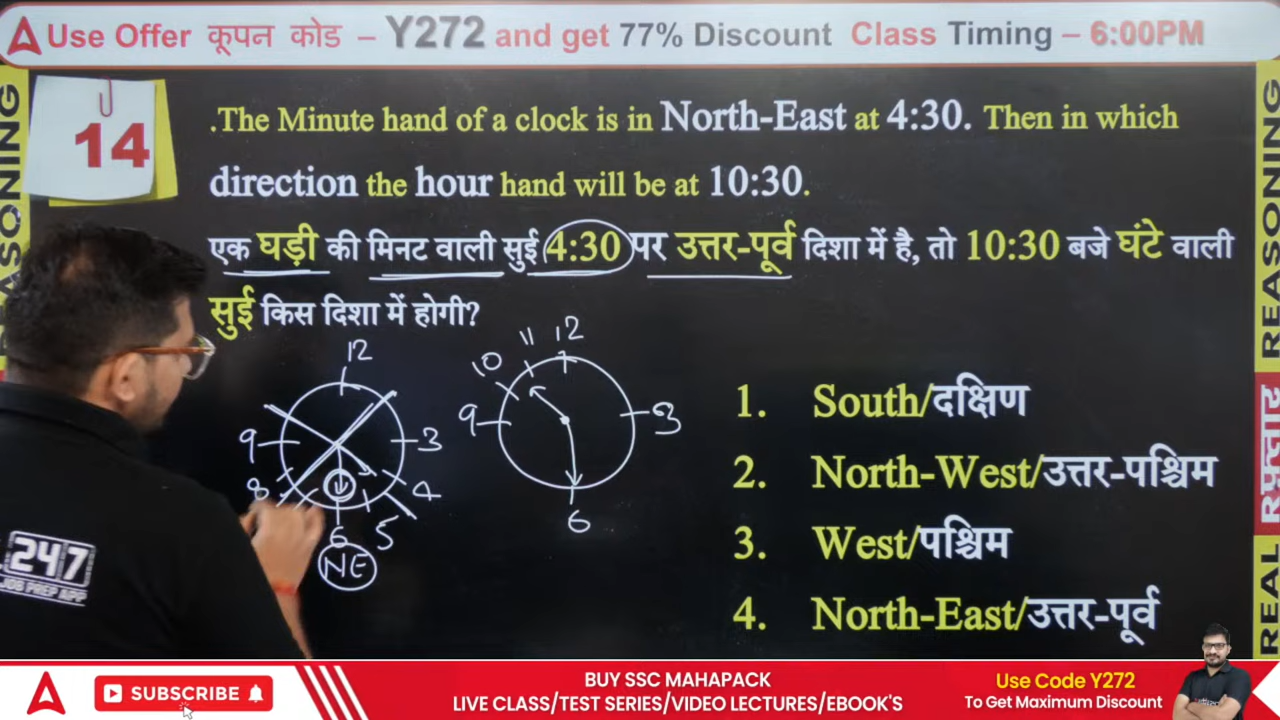 Use Offer कूपन कोड – Y272 and get 77% Discount Class Timing – 6:00PM
REASONING
REASONING
14
.The Minute hand of a clock is in North-East at 4:30. Then in which
direction the hour hand will be at 10:30.
एक घड़ी की मिनट वाली सुई 4:30 पर उत्तर-पूर्व दिशा में है, तो 10:30 बजे घंटे वाली
सुई किस दिशा में होगी?
12
9 3
8 4
6 5
NE
11 12
10
9 3
6
1. South/दक्षिण
2. North-West/उत्तर-पश्चिम
3. West/पश्चिम
4. North-East/उत्तर-पूर्व
247
JOB PREP APP
REAL
SUBSCRIBE
BUY SSC MAHAPACK
LIVE CLASS/TEST SERIES/VIDEO LECTURES/EBOOK'S
Use Code Y272
To Get Maximum Discount